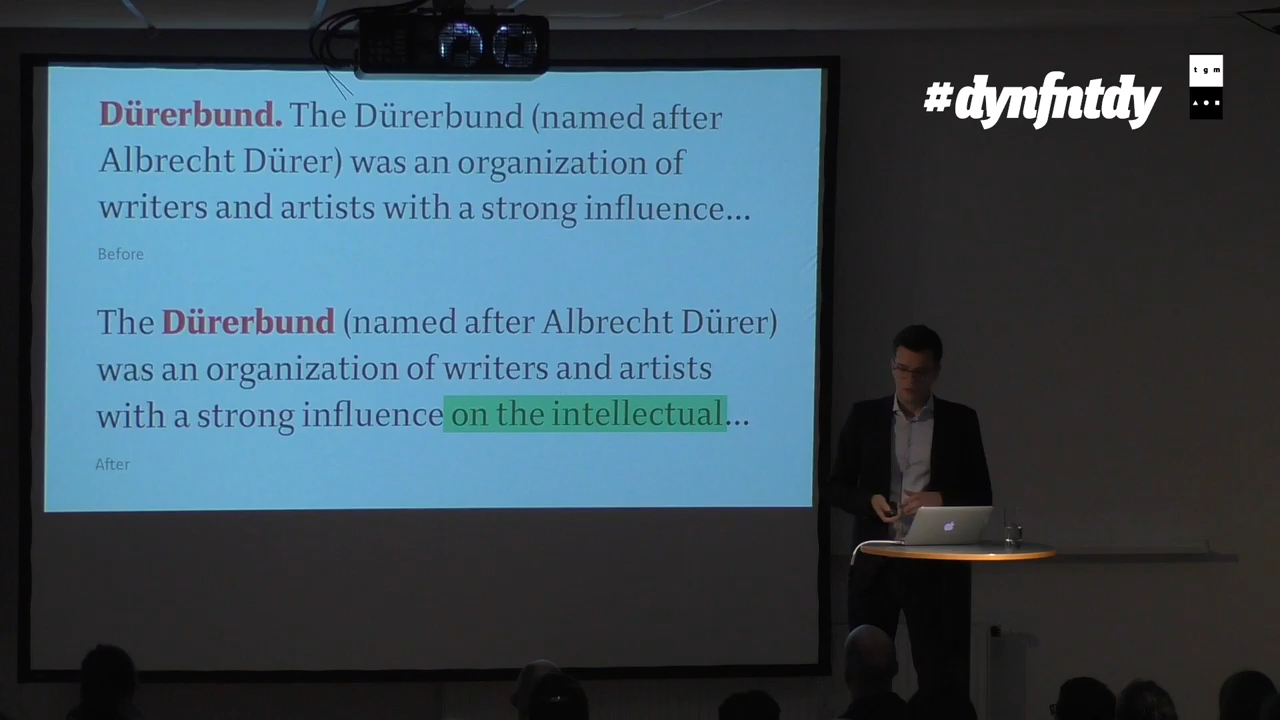 Dürerbund. The Dürerbund (named after
Albrecht Dürer) was an organization of
writers and artists with a strong influence...
Before
The Dürerbund (named after Albrecht Dürer)
was an organization of writers and artists
with a strong influence on the intellectual...
After
#dynfntdy
tgm